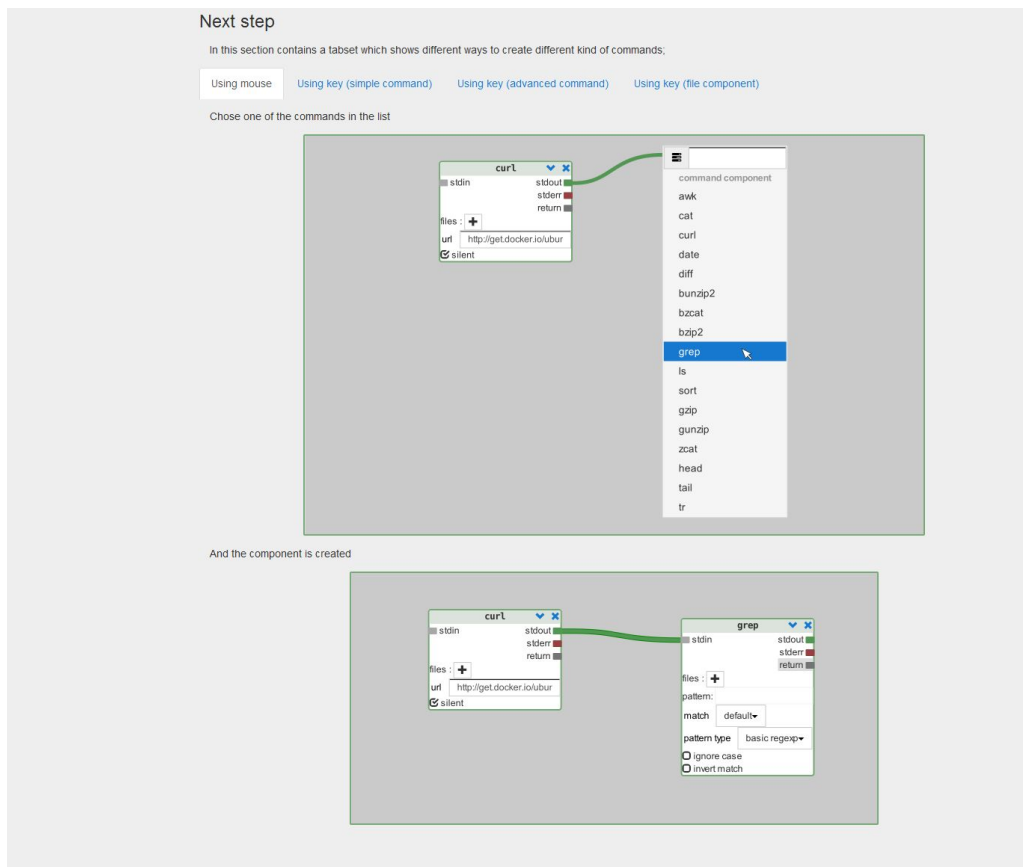 Next step
In this section contains a tabset which shows different ways to create different kind of commands;
Using mouse Using key (simple command) Using key (advanced command) Using key (file component)
Chose one of the commands in the list
curl
stdin stdout
stderr
return
files :
url http://get.docker.io/ubur
silent
command component
awk
cat
curl
date
diff
bunzip2
bzcat
bzip2
grep
ls
sort
gzip
gunzip
zcat
head
tail
tr
And the component is created
curl
stdin stdout
stderr
return
files :
url http://get.docker.io/ubur
silent
grep
stdin stdout
stderr
return
files :
pattern:
match default
pattern type basic regexp
ignore case
invert match